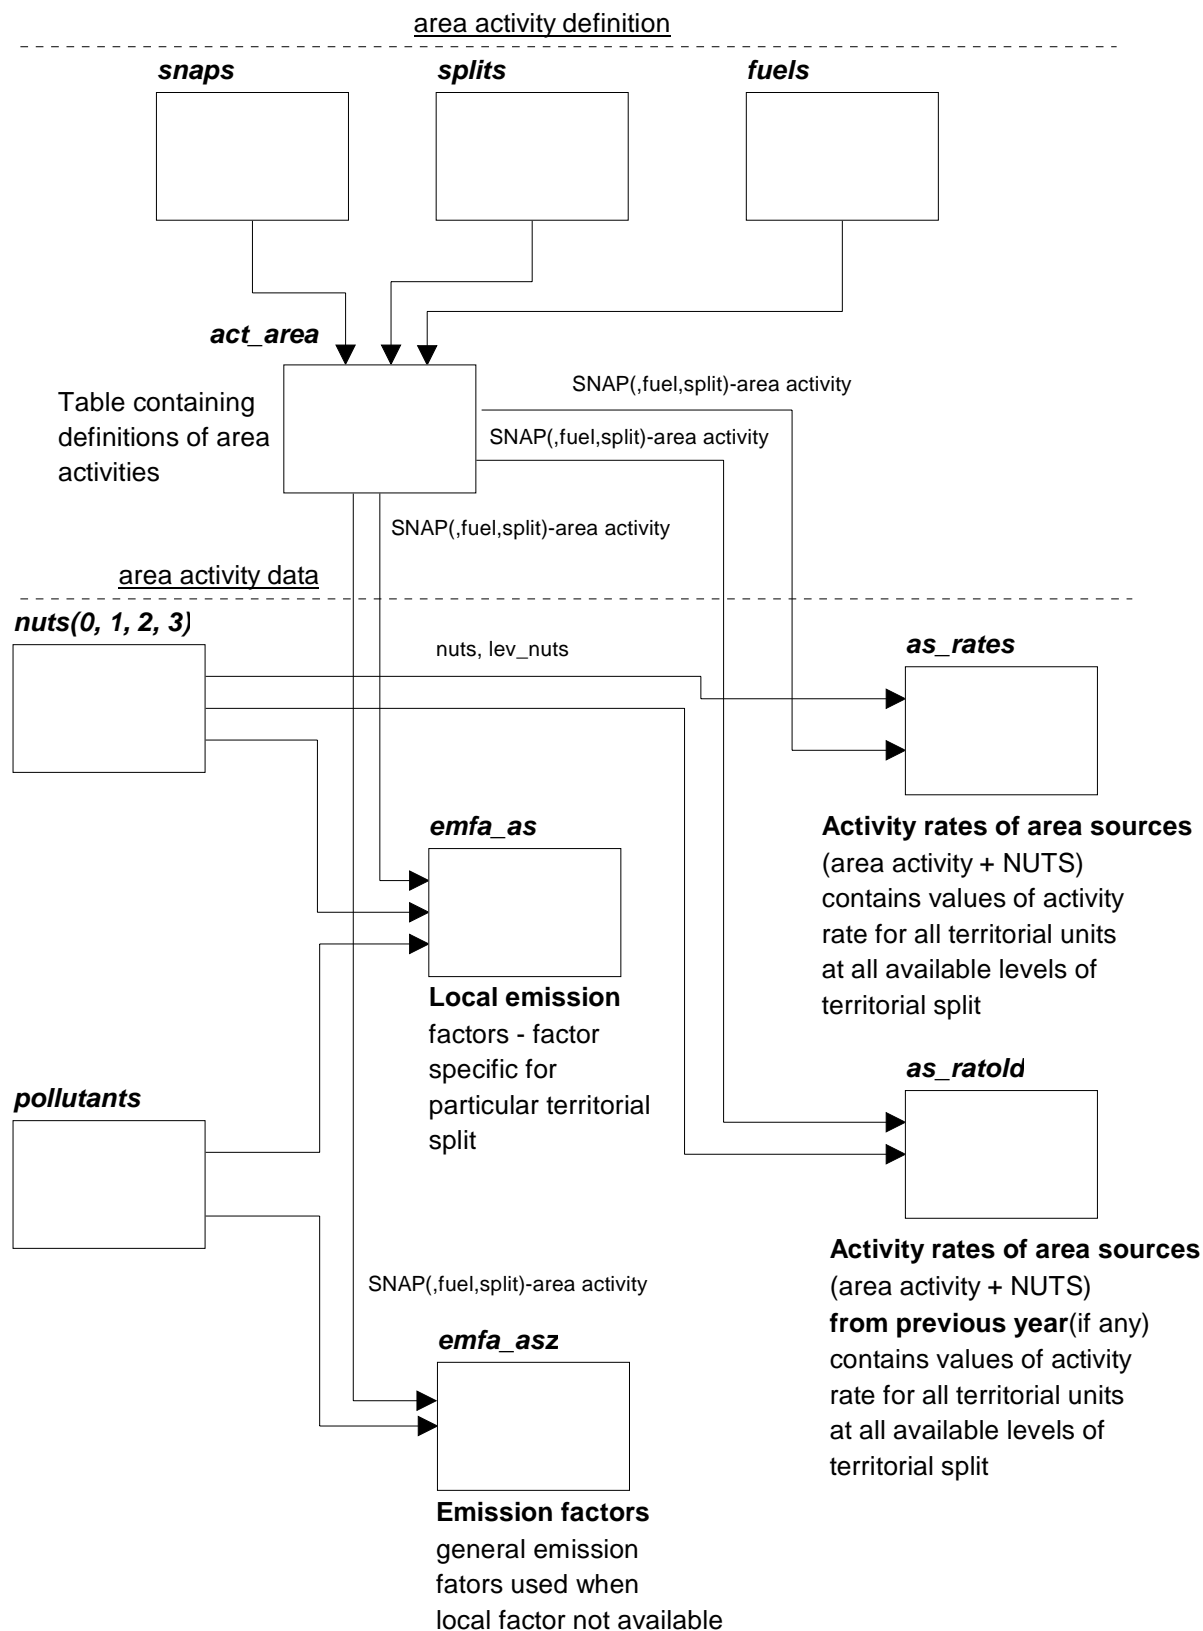 area activity definition
snaps
splits
fuels
act_area
Table containing
definitions of area
activities
SNAP(,fuel,split)-area activity
SNAP(,fuel,split)-area activity
SNAP(,fuel,split)-area activity
area activity data
nuts(0, 1, 2, 3)
nuts, lev_nuts
as_rates
Activity rates of area sources
(area activity + NUTS)
contains values of activity
rate for all territorial units
at all available levels of
territorial split
emfa_as
Local emission
factors - factor
specific for
particular territorial
split
pollutants
as_ratold
Activity rates of area sources
(area activity + NUTS)
from previous year(if any)
contains values of activity
rate for all territorial units
at all available levels of
territorial split
SNAP(,fuel,split)-area activity
emfa_asz
Emission factors
general emission
fators used when
local factor not available